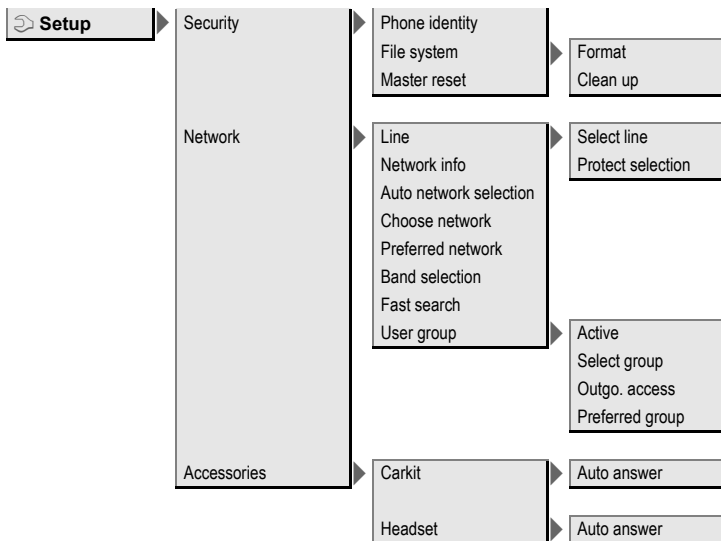 Setup
Security
Phone identity
File system
Format
Master reset
Clean up
Network
Line
Select line
Network info
Protect selection
Auto network selection
Choose network
Preferred network
Band selection
Fast search
User group
Active
Select group
Outgo. access
Preferred group
Accessories
Carkit
Auto answer
Headset
Auto answer